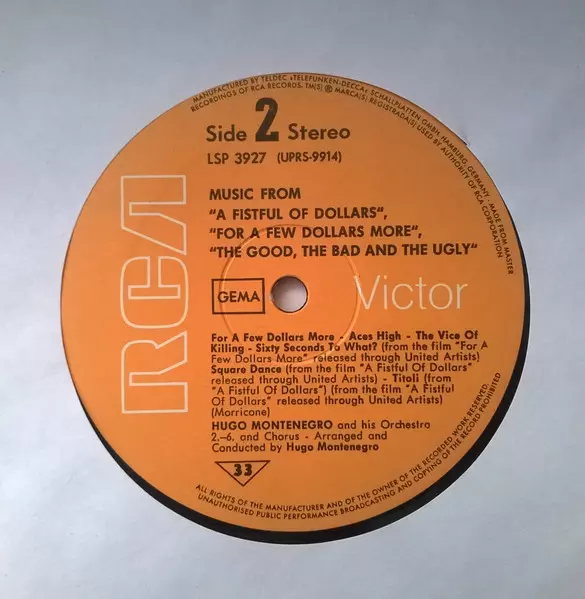 MANUFACTURED BY TELDEC »TELEFUNKEN-DECCA« SCHALLPLATTEN GMBH, HAMBURG, GERMANY - MADE FROM MASTER
RECORDINGS OF RCA RECORDS. TM(S) ® MARCA(S) REGISTRADA(S) USED BY AUTHORITY OF RCA CORPORATION
Side 2 Stereo
LSP 3927 (UPRS-9914)
RCA
MUSIC FROM
"A FISTFUL OF DOLLARS",
"FOR A FEW DOLLARS MORE",
"THE GOOD, THE BAD AND THE UGLY"
GEMA
Victor
For A Few Dollars More - Aces High - The Vice Of
Killing - Sixty Seconds To What? (from the film "For A
Few Dollars More" released through United Artists)
Square Dance (from the film "A Fistful Of Dollars"
released through United Artists) - Titoli (from
"A Fistful Of Dollars") (from the film "A Fistful
Of Dollars" released through United Artists)
(Morricone)
HUGO MONTENEGRO and his Orchestra
2.-6. and Chorus - Arranged and
Conducted by Hugo Montenegro
33
ALL RIGHTS OF THE MANUFACTURER AND OF THE OWNER OF THE RECORDED WORK RESERVED.
UNAUTHORISED PUBLIC PERFORMANCE BROADCASTING AND COPYING OF THE RECORD PROHIBITED